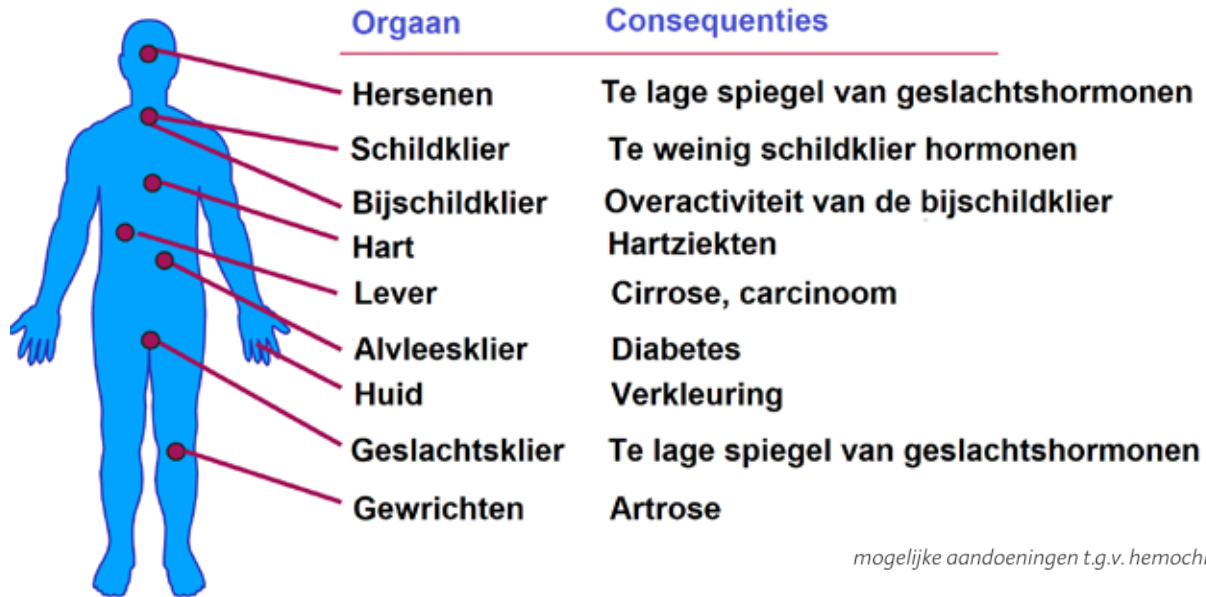 Orgaan Consequenties
Hersenen Te lage spiegel van geslachtshormonen
Schildklier Te weinig schildklier hormonen
Bijschildklier Overactiviteit van de bijschildklier
Hart Hartziekten
Lever Cirrose, carcinoom
Alvleesklier Diabetes
Huid Verkleuring
Geslachtsklier Te lage spiegel van geslachtshormonen
Gewrichten Artrose
mogelijke aandoeningen t.g.v.